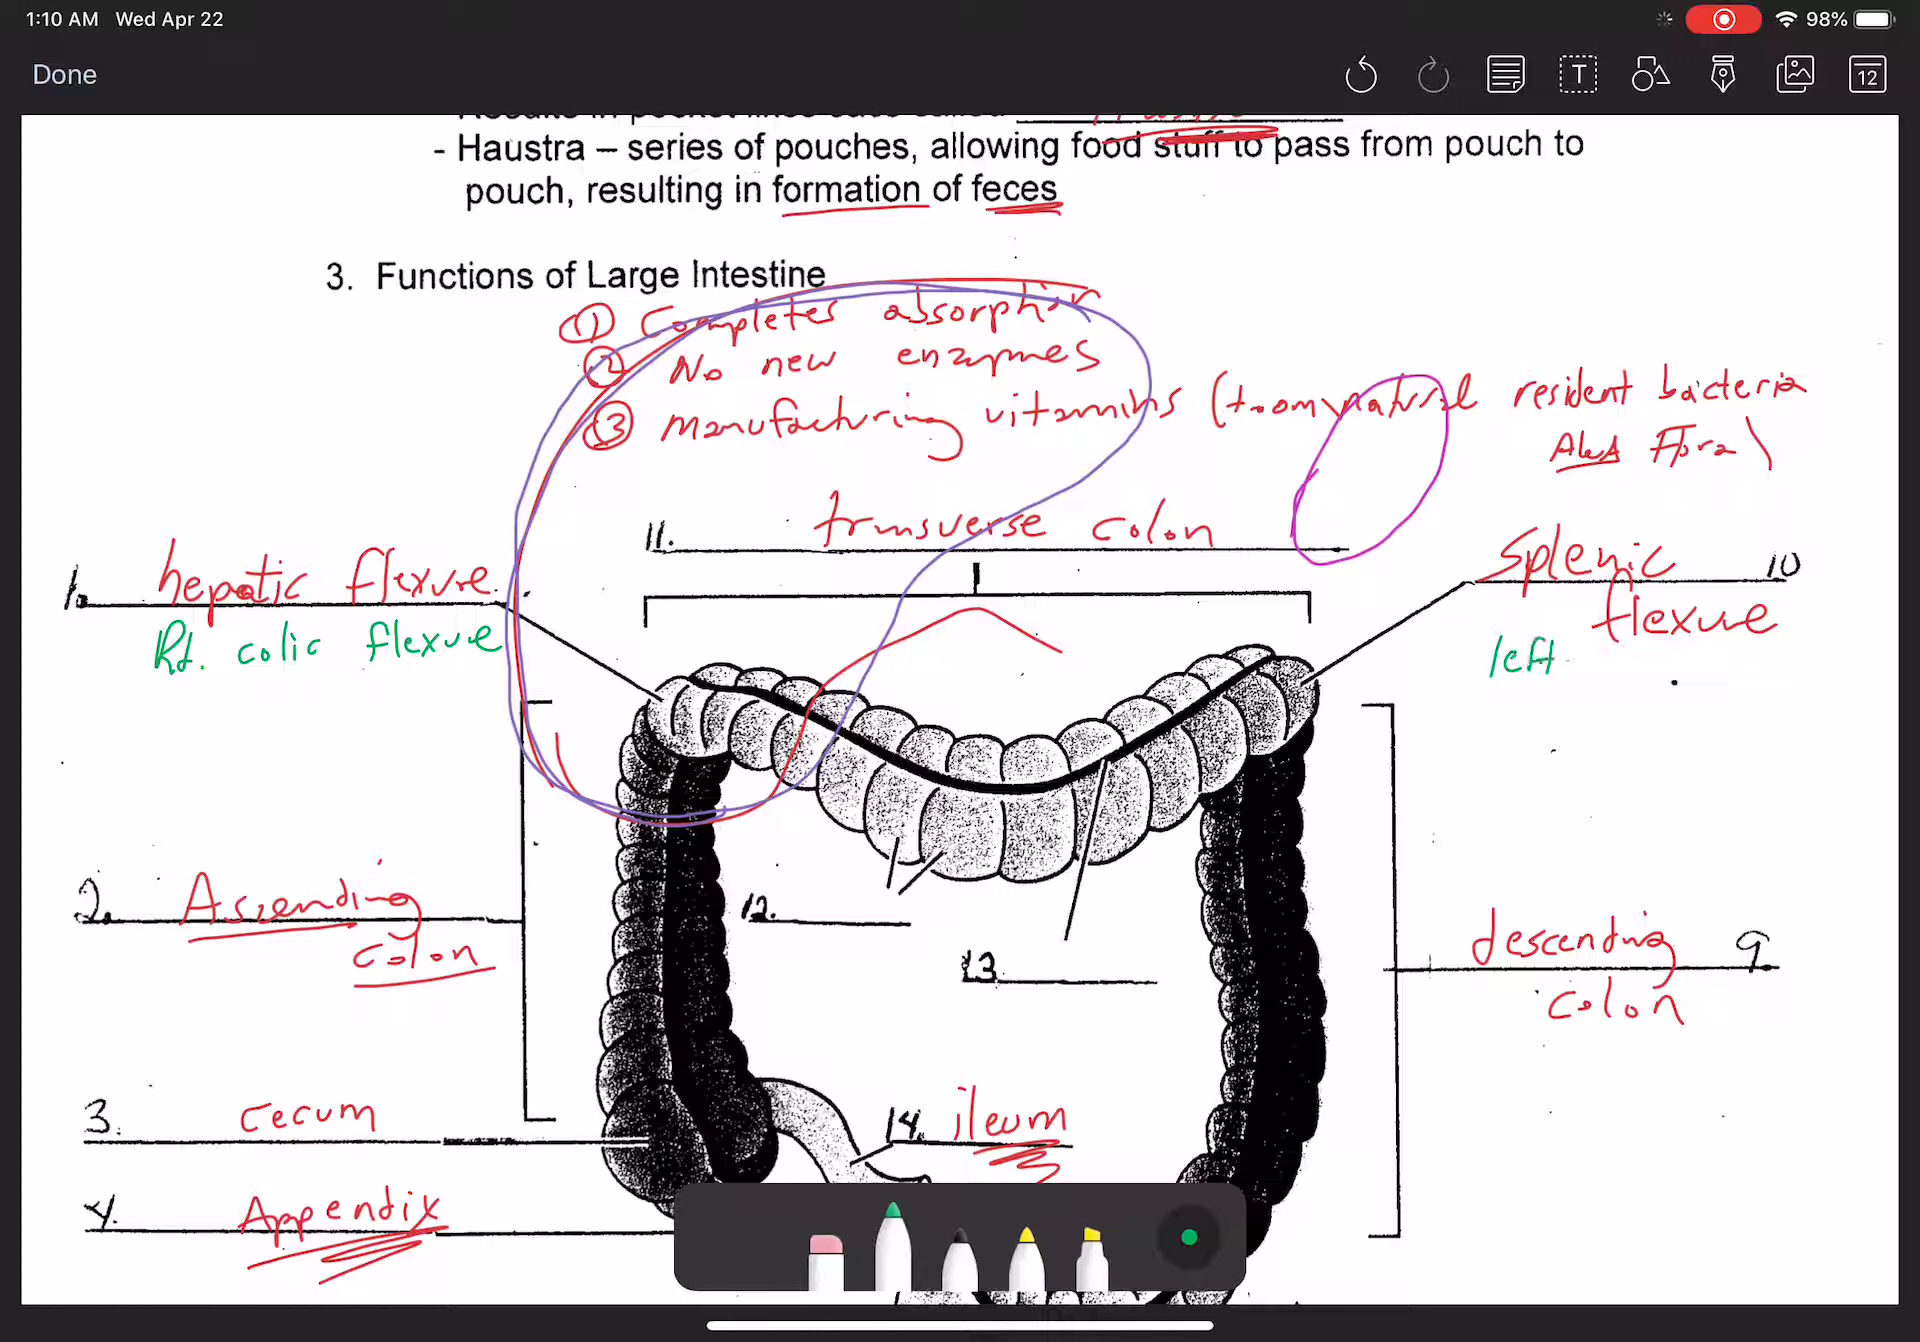 1:10 AM Wed Apr 22
98%
Done
T
12
- Haustra – series of pouches, allowing food stuff to pass from pouch to
pouch, resulting in formation of feces
3. Functions of Large Intestine
① Completes absorption
② No new enzymes
③ manufacturing vitamins (from natural resident bacteria
AKA Flora)
11. transverse colon
1. hepatic flexure
Rt. colic flexure
splenic 10
flexure
left
2. Ascending
colon
12.
13.
descending 9.
colon
3. cecum
14. ileum
4. Appendix